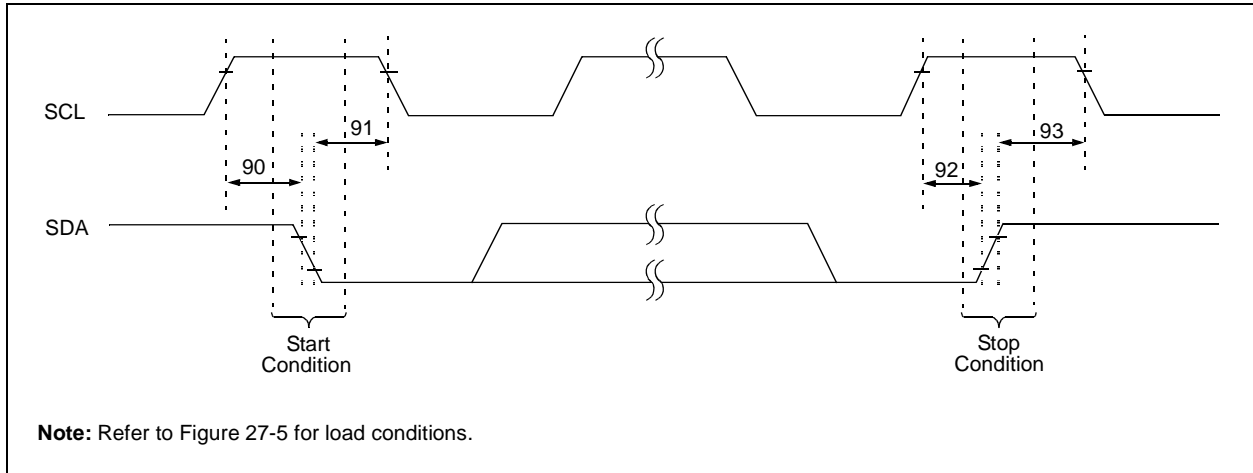 SCL
91
93
90
92
SDA
Start
Condition
Stop
Condition
Note: Refer to Figure 27-5 for load conditions.